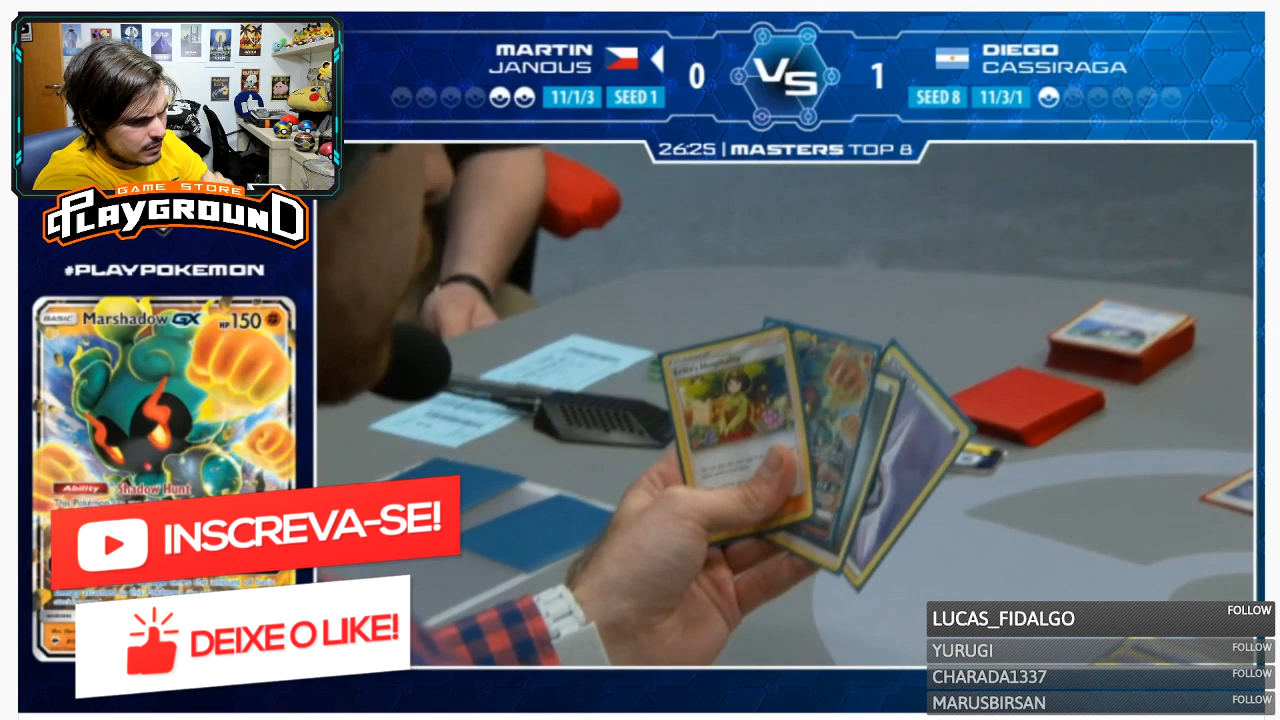 MARTIN
JANOUS
11/1/3 SEED 1
0
VS
1
DIEGO
CASSIRAGA
SEED 8 11/3/1
26:25 | MASTERS TOP 8
GAME STORE
PLAYGROUND
#PLAYPOKEMON
BASIC Marshadow GX HP 150
Ability Shadow Hunt
Erika's Hospitality
INSCREVA-SE!
DEIXE O LIKE!
LUCAS_FIDALGO FOLLOW
YURUGI FOLLOW
CHARADA1337 FOLLOW
MARUSBIRSAN FOLLOW